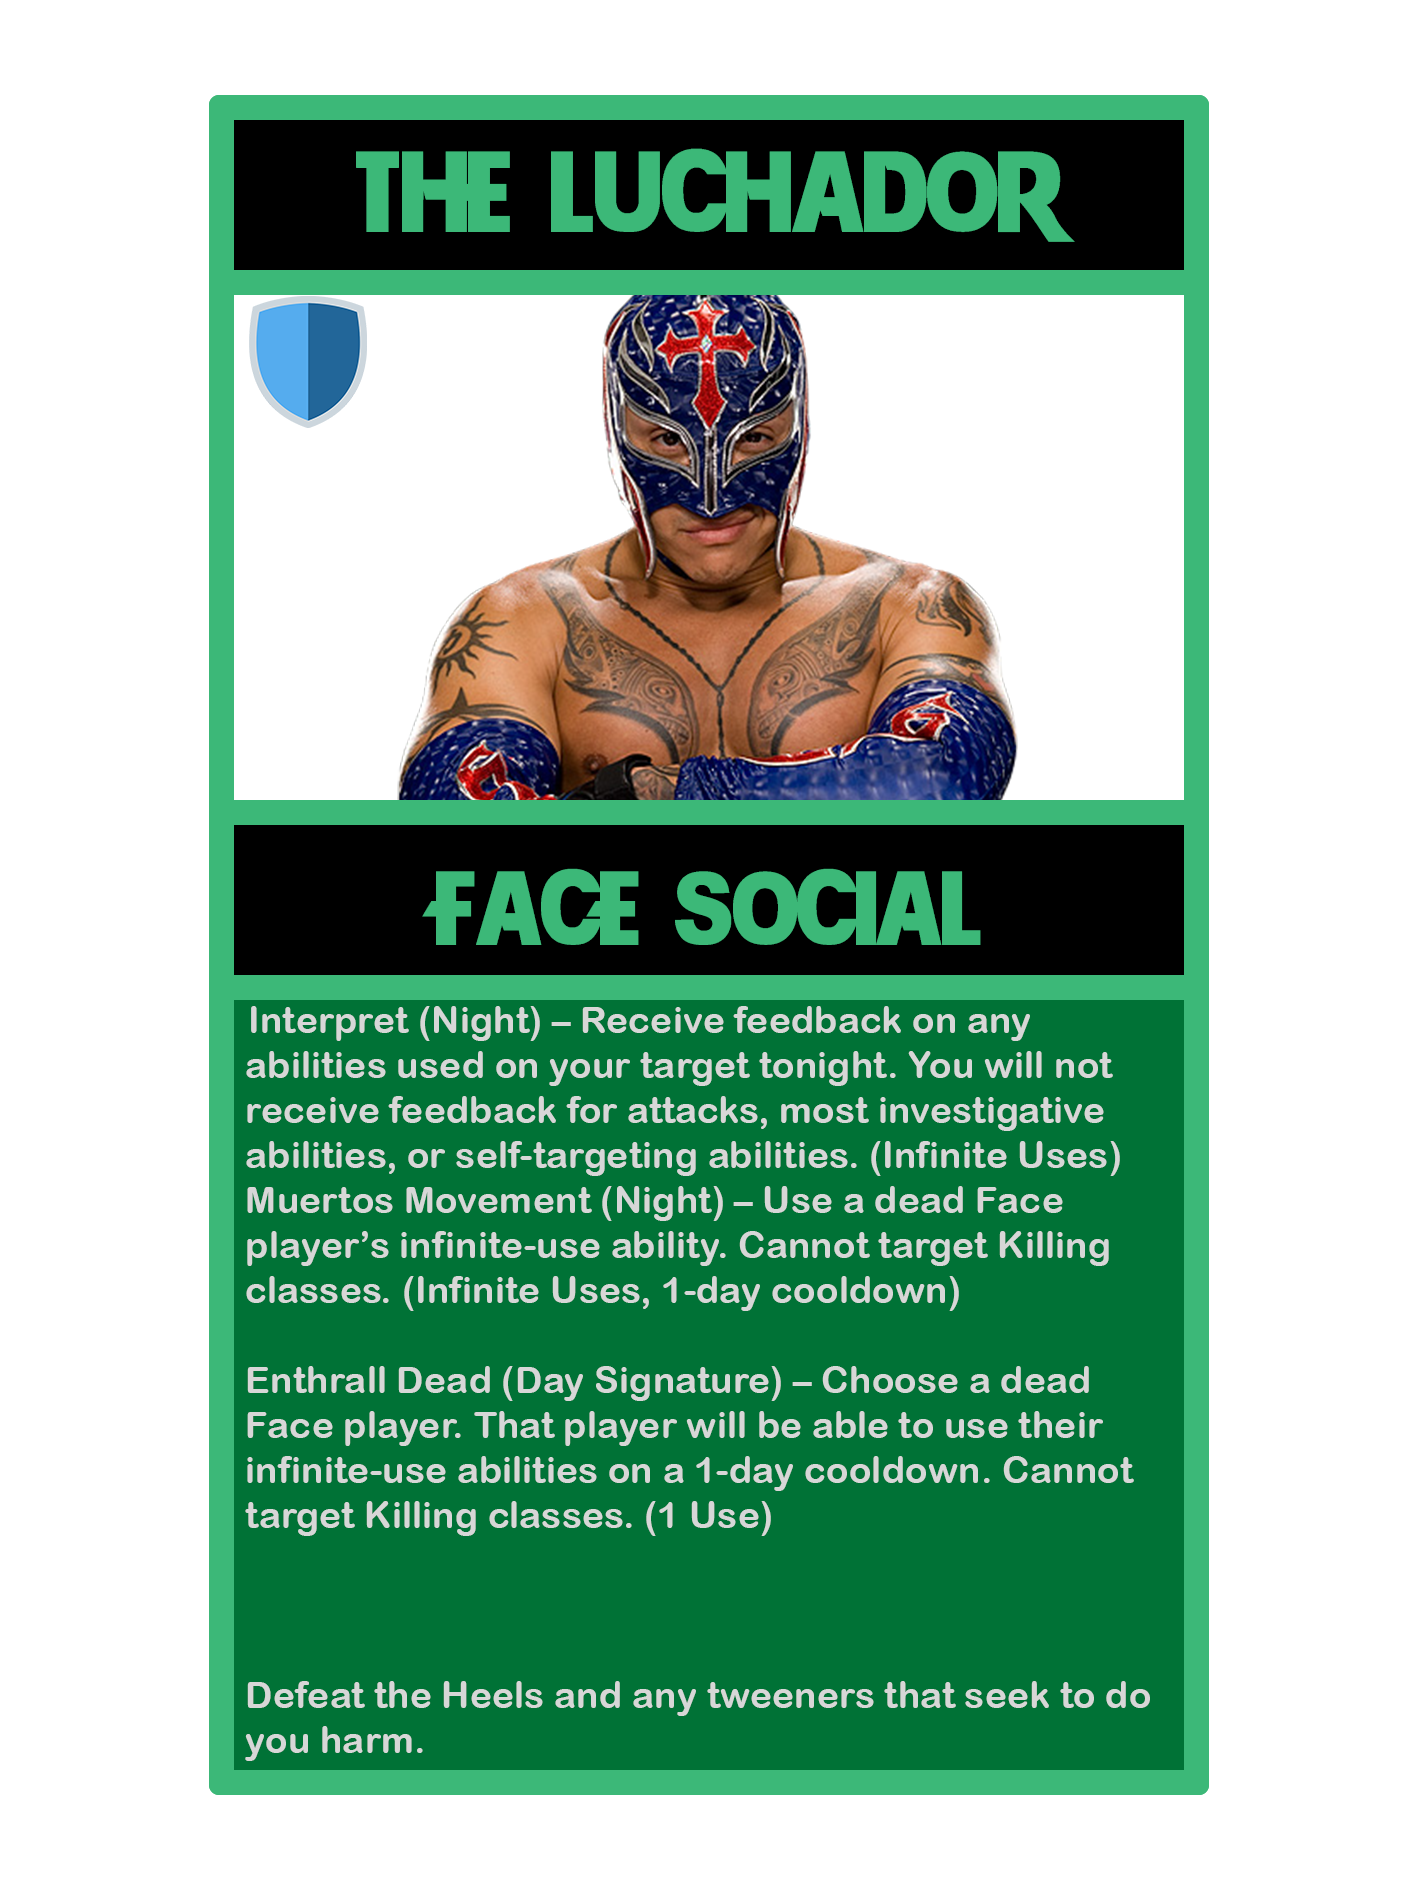 THE LUCHADOR
FACE SOCIAL
Interpret (Night) – Receive feedback on any
abilities used on your target tonight. You will not
receive feedback for attacks, most investigative
abilities, or self-targeting abilities. (Infinite Uses)
Muertos Movement (Night) – Use a dead Face
player’s infinite-use ability. Cannot target Killing
classes. (Infinite Uses, 1-day cooldown)
Enthrall Dead (Day Signature) – Choose a dead
Face player. That player will be able to use their
infinite-use abilities on a 1-day cooldown. Cannot
target Killing classes. (1 Use)
Defeat the Heels and any tweeners that seek to do
you harm.